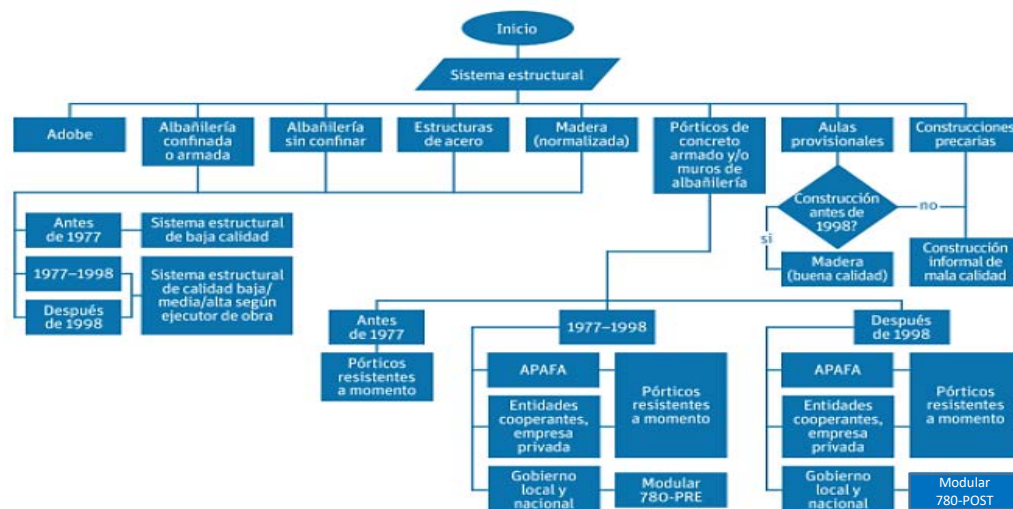 Inicio
Sistema estructural
Adobe
Albañilería
confinada
o armada
Albañilería
sin confinar
Estructuras
de acero
Madera
(normalizada)
Pórticos de
concreto
armado y/o
muros de
albañilería
Aulas
provisionales
Construcciones
precarias
Construcción
antes de
1998?
no
si
Madera
(buena calidad)
Construcción
informal de
mala calidad
Antes
de 1977
Sistema estructural
de baja calidad
1977–1998
Después
de 1998
Sistema estructural
de calidad baja/
media/alta según
ejecutor de obra
Antes
de 1977
Pórticos
resistentes
a momento
1977–1998
APAFA
Entidades
cooperantes,
empresa
privada
Pórticos
resistentes
a momento
Gobierno
local y
nacional
Modular
780-PRE
Después
de 1998
APAFA
Entidades
cooperantes,
empresa
privada
Pórticos
resistentes
a momento
Gobierno
local y
nacional
Modular
780-POST